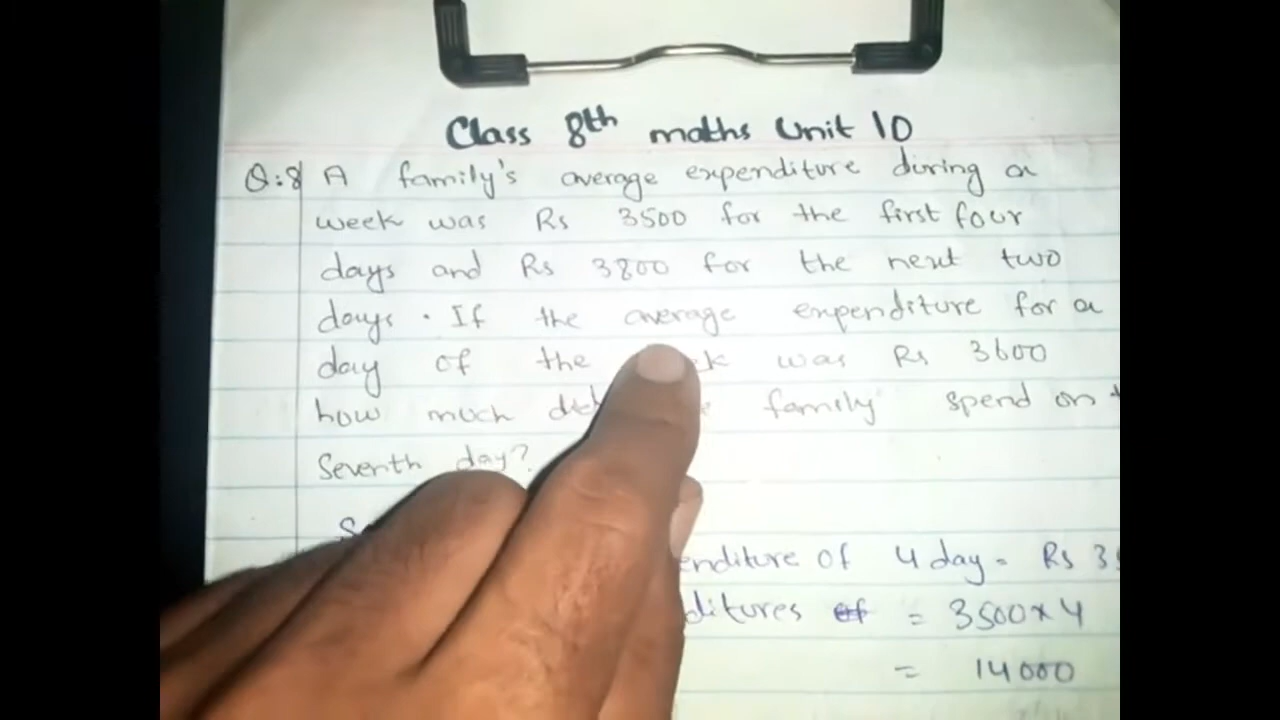 Class 8th maths Unit 10
Q:8 A family's average expenditure during a
week was Rs 3500 for the first four
days and Rs 3800 for the next two
days. If the average expenditure for a
day of the was Rs 3600
how much family spend on
Seventh day?
enditure of 4 day = Rs
ditures of = 3500×4
= 14000